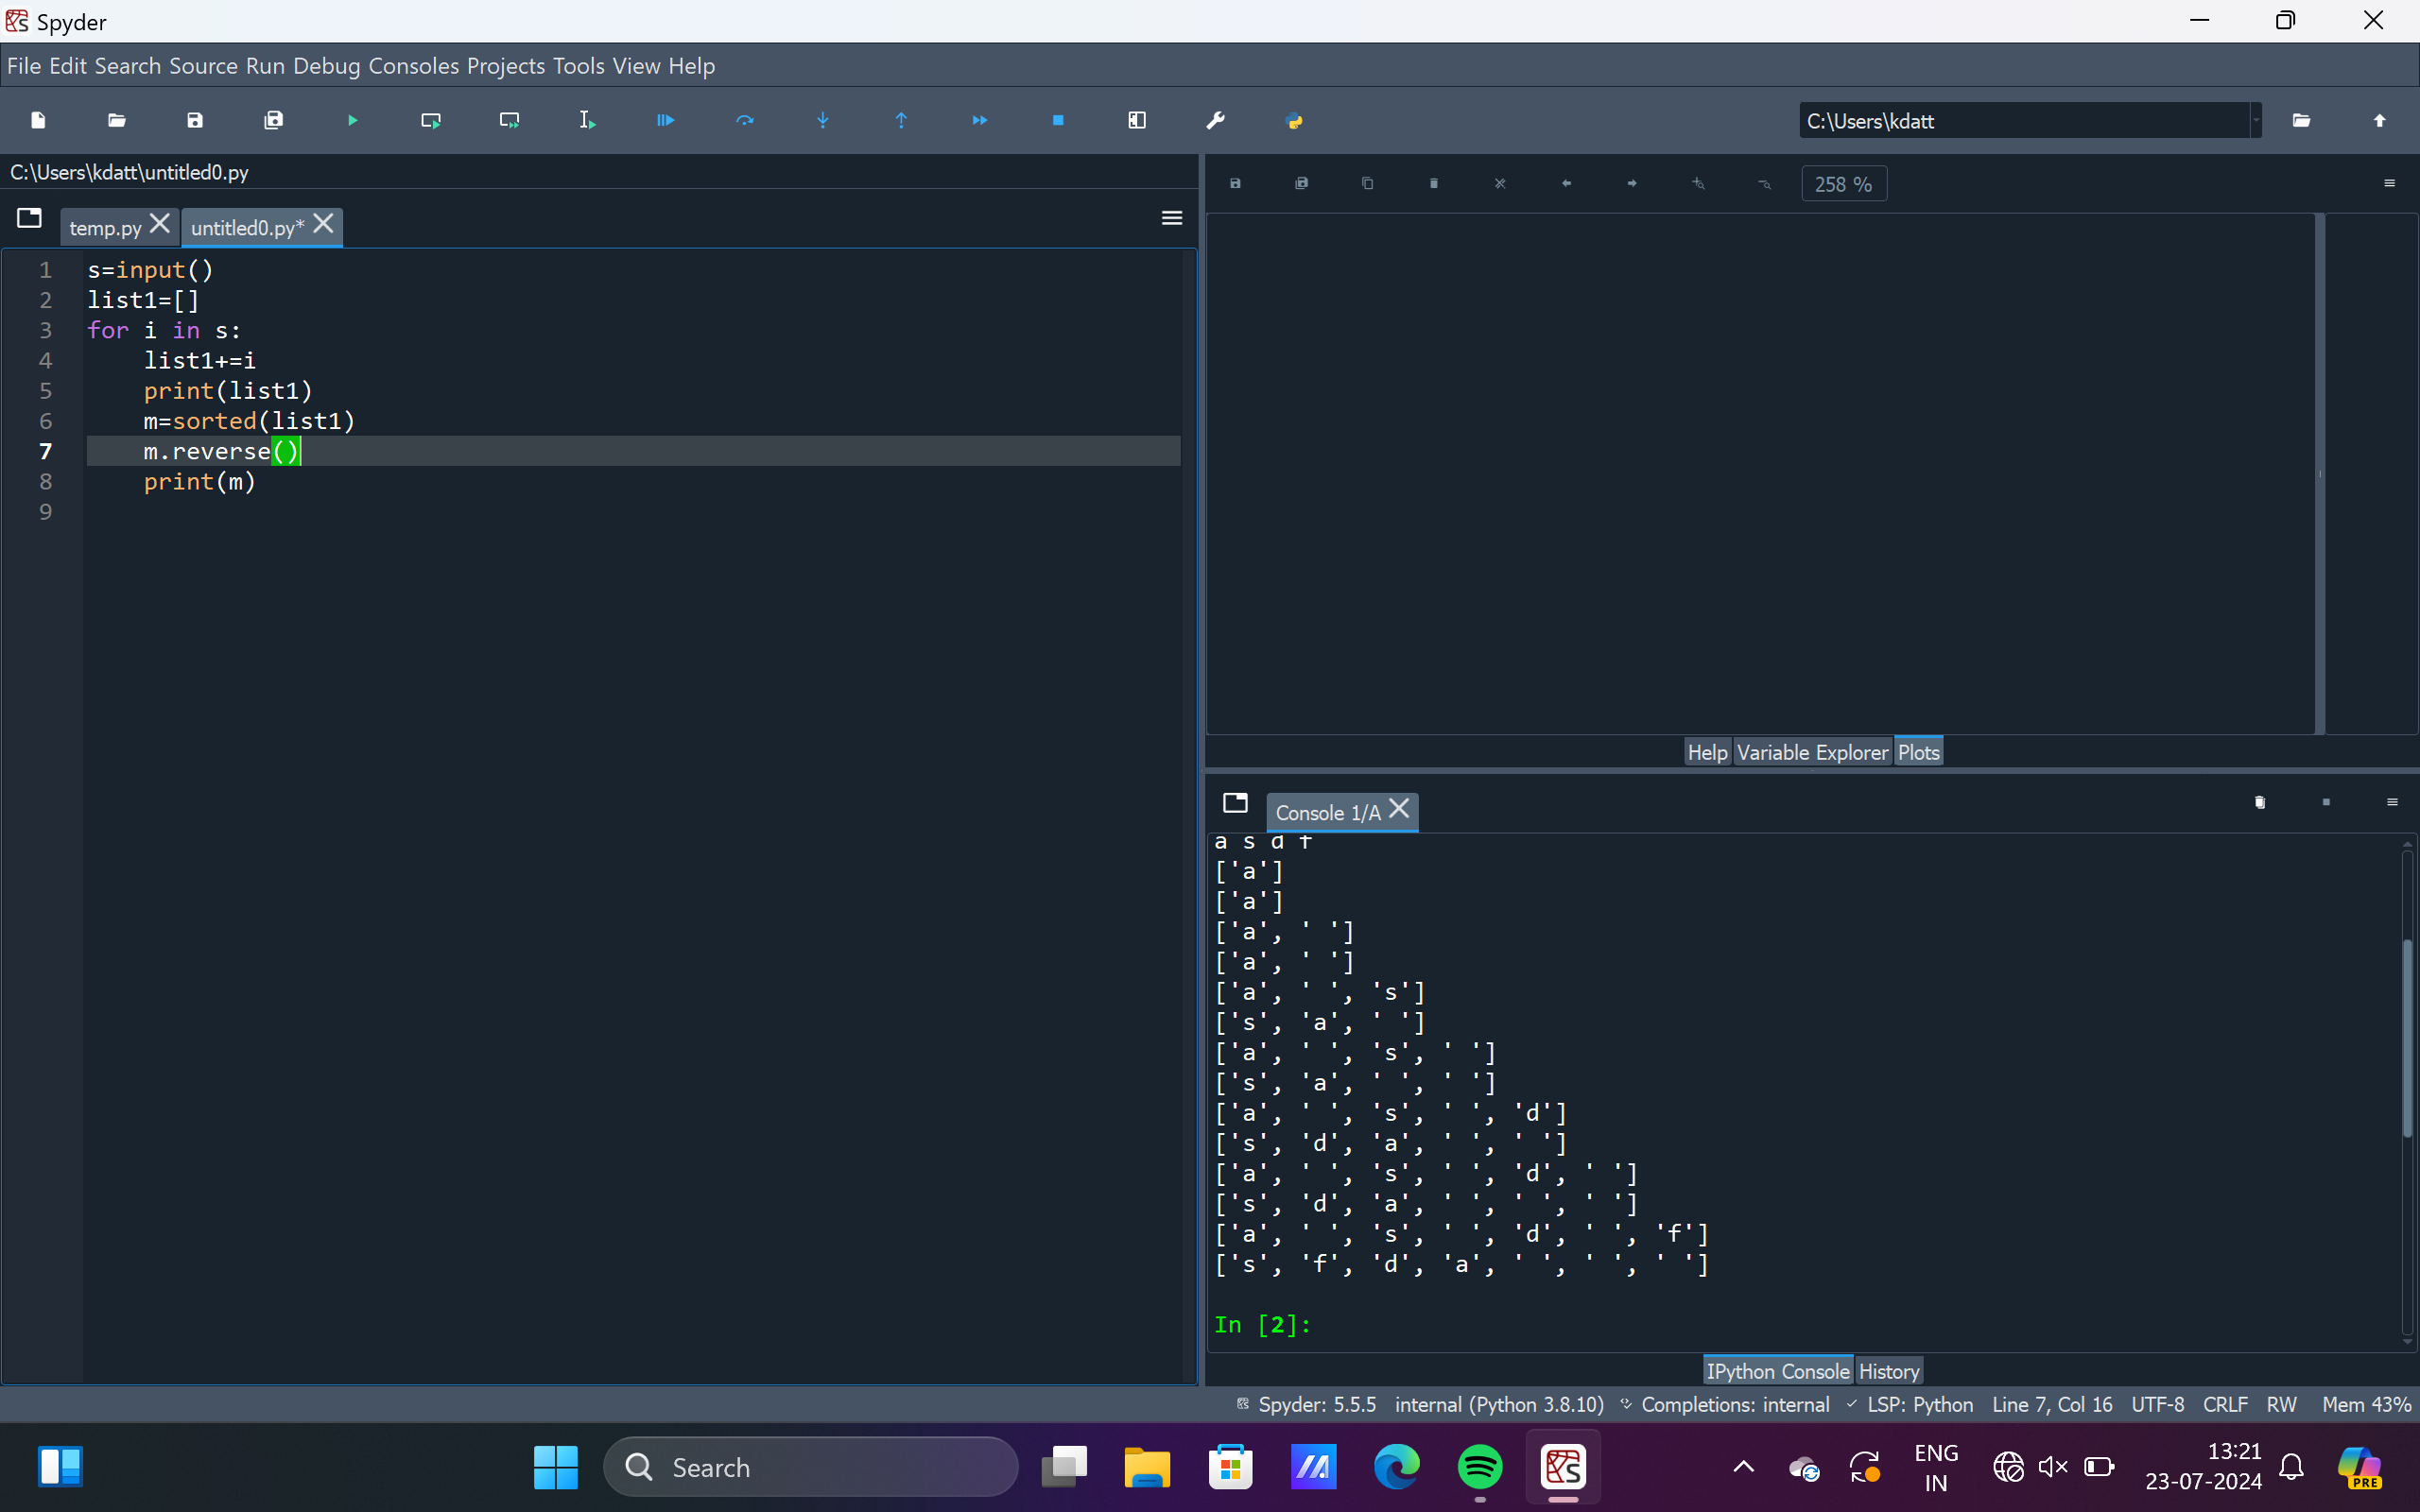 Spyder
File Edit Search Source Run Debug Consoles Projects Tools View Help
C:\Users\kdatt
C:\Users\kdatt\untitled0.py
temp.py untitled0.py*
1 s=input()
2 list1=[]
3 for i in s:
4     list1+=i
5     print(list1)
6     m=sorted(list1)
7     m.reverse()
8     print(m)
9
258 %
Help Variable Explorer Plots
Console 1/A
a s d f
['a']
['a']
['a', ' ']
['a', ' ']
['a', ' ', 's']
['s', 'a', ' ']
['a', ' ', 's', ' ']
['s', 'a', ' ', ' ']
['a', ' ', 's', ' ', 'd']
['s', 'd', 'a', ' ', ' ']
['a', ' ', 's', ' ', 'd', ' ']
['s', 'd', 'a', ' ', ' ', ' ']
['a', ' ', 's', ' ', 'd', ' ', 'f']
['s', 'f', 'd', 'a', ' ', ' ', ' ']
In [2]:
IPython Console History
Spyder: 5.5.5 internal (Python 3.8.10) Completions: internal LSP: Python Line 7, Col 16 UTF-8 CRLF RW Mem 43%
Search
ENG
IN
13:21
23-07-2024
PRE